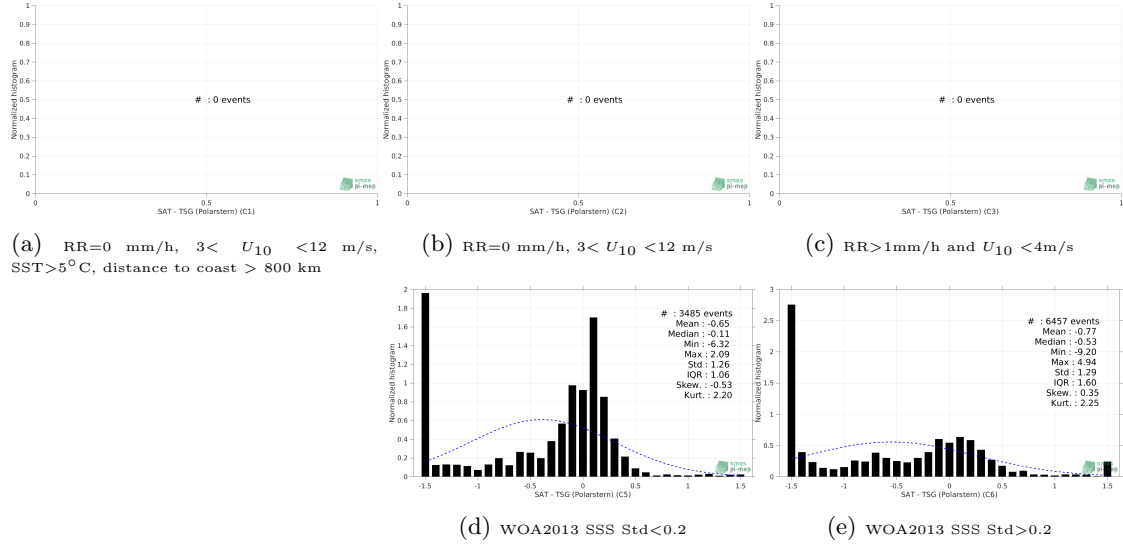 1
0.9
0.8
0.7
0.6
0.5
0.4
0.3
0.2
0.1
0
Normalized histogram
# : 0 events
0 0.5 1
SAT - TSG (Polarstern) (C1)
smos
pi-mep
1
0.9
0.8
0.7
0.6
0.5
0.4
0.3
0.2
0.1
0
Normalized histogram
# : 0 events
0 0.5 1
SAT - TSG (Polarstern) (C2)
smos
pi-mep
1
0.9
0.8
0.7
0.6
0.5
0.4
0.3
0.2
0.1
0
Normalized histogram
# : 0 events
0 0.5 1
SAT - TSG (Polarstern) (C3)
smos
pi-mep
(a) RR=0 mm/h, 3< U10 <12 m/s,
SST>5°C, distance to coast > 800 km
(b) RR=0 mm/h, 3< U10 <12 m/s
(c) RR>1mm/h and U10 <4m/s
2
1.8
1.6
1.4
1.2
1
0.8
0.6
0.4
0.2
0
Normalized histogram
# : 3485 events
Mean : -0.65
Median : -0.11
Min : -6.32
Max : 2.09
Std : 1.26
IQR : 1.06
Skew. : -0.53
Kurt. : 2.20
smos
pi-mep
-1.5 -1 -0.5 0 0.5 1 1.5
SAT - TSG (Polarstern) (C5)
3
2.5
2
1.5
1
0.5
0
Normalized histogram
# : 6457 events
Mean : -0.77
Median : -0.53
Min : -9.20
Max : 4.94
Std : 1.29
IQR : 1.60
Skew. : 0.35
Kurt. : 2.25
smos
pi-mep
-1.5 -1 -0.5 0 0.5 1 1.5
SAT - TSG (Polarstern) (C6)
(d) WOA2013 SSS Std<0.2
(e) WOA2013 SSS Std>0.2